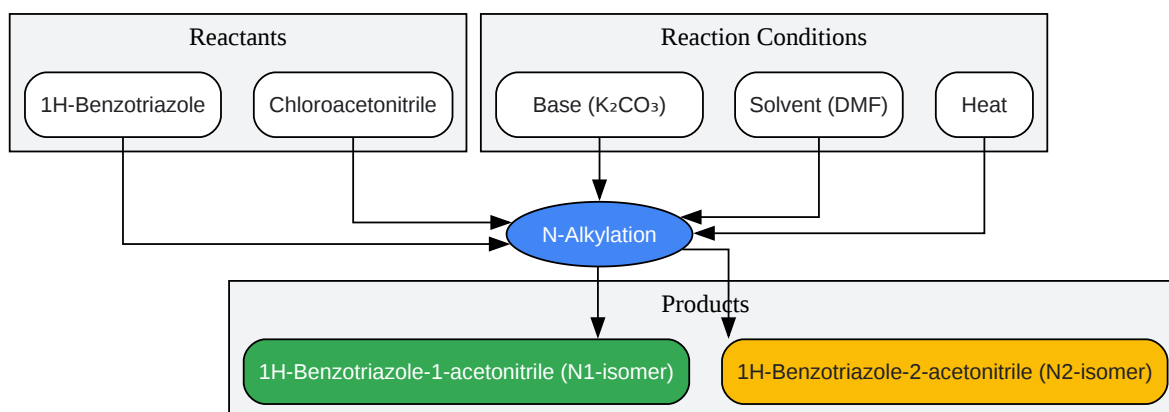 Reactants
Reaction Conditions
1H-Benzotriazole
Chloroacetonitrile
Base (K₂CO₃)
Solvent (DMF)
Heat
N-Alkylation
Products
1H-Benzotriazole-1-acetonitrile (N1-isomer)
1H-Benzotriazole-2-acetonitrile (N2-isomer)